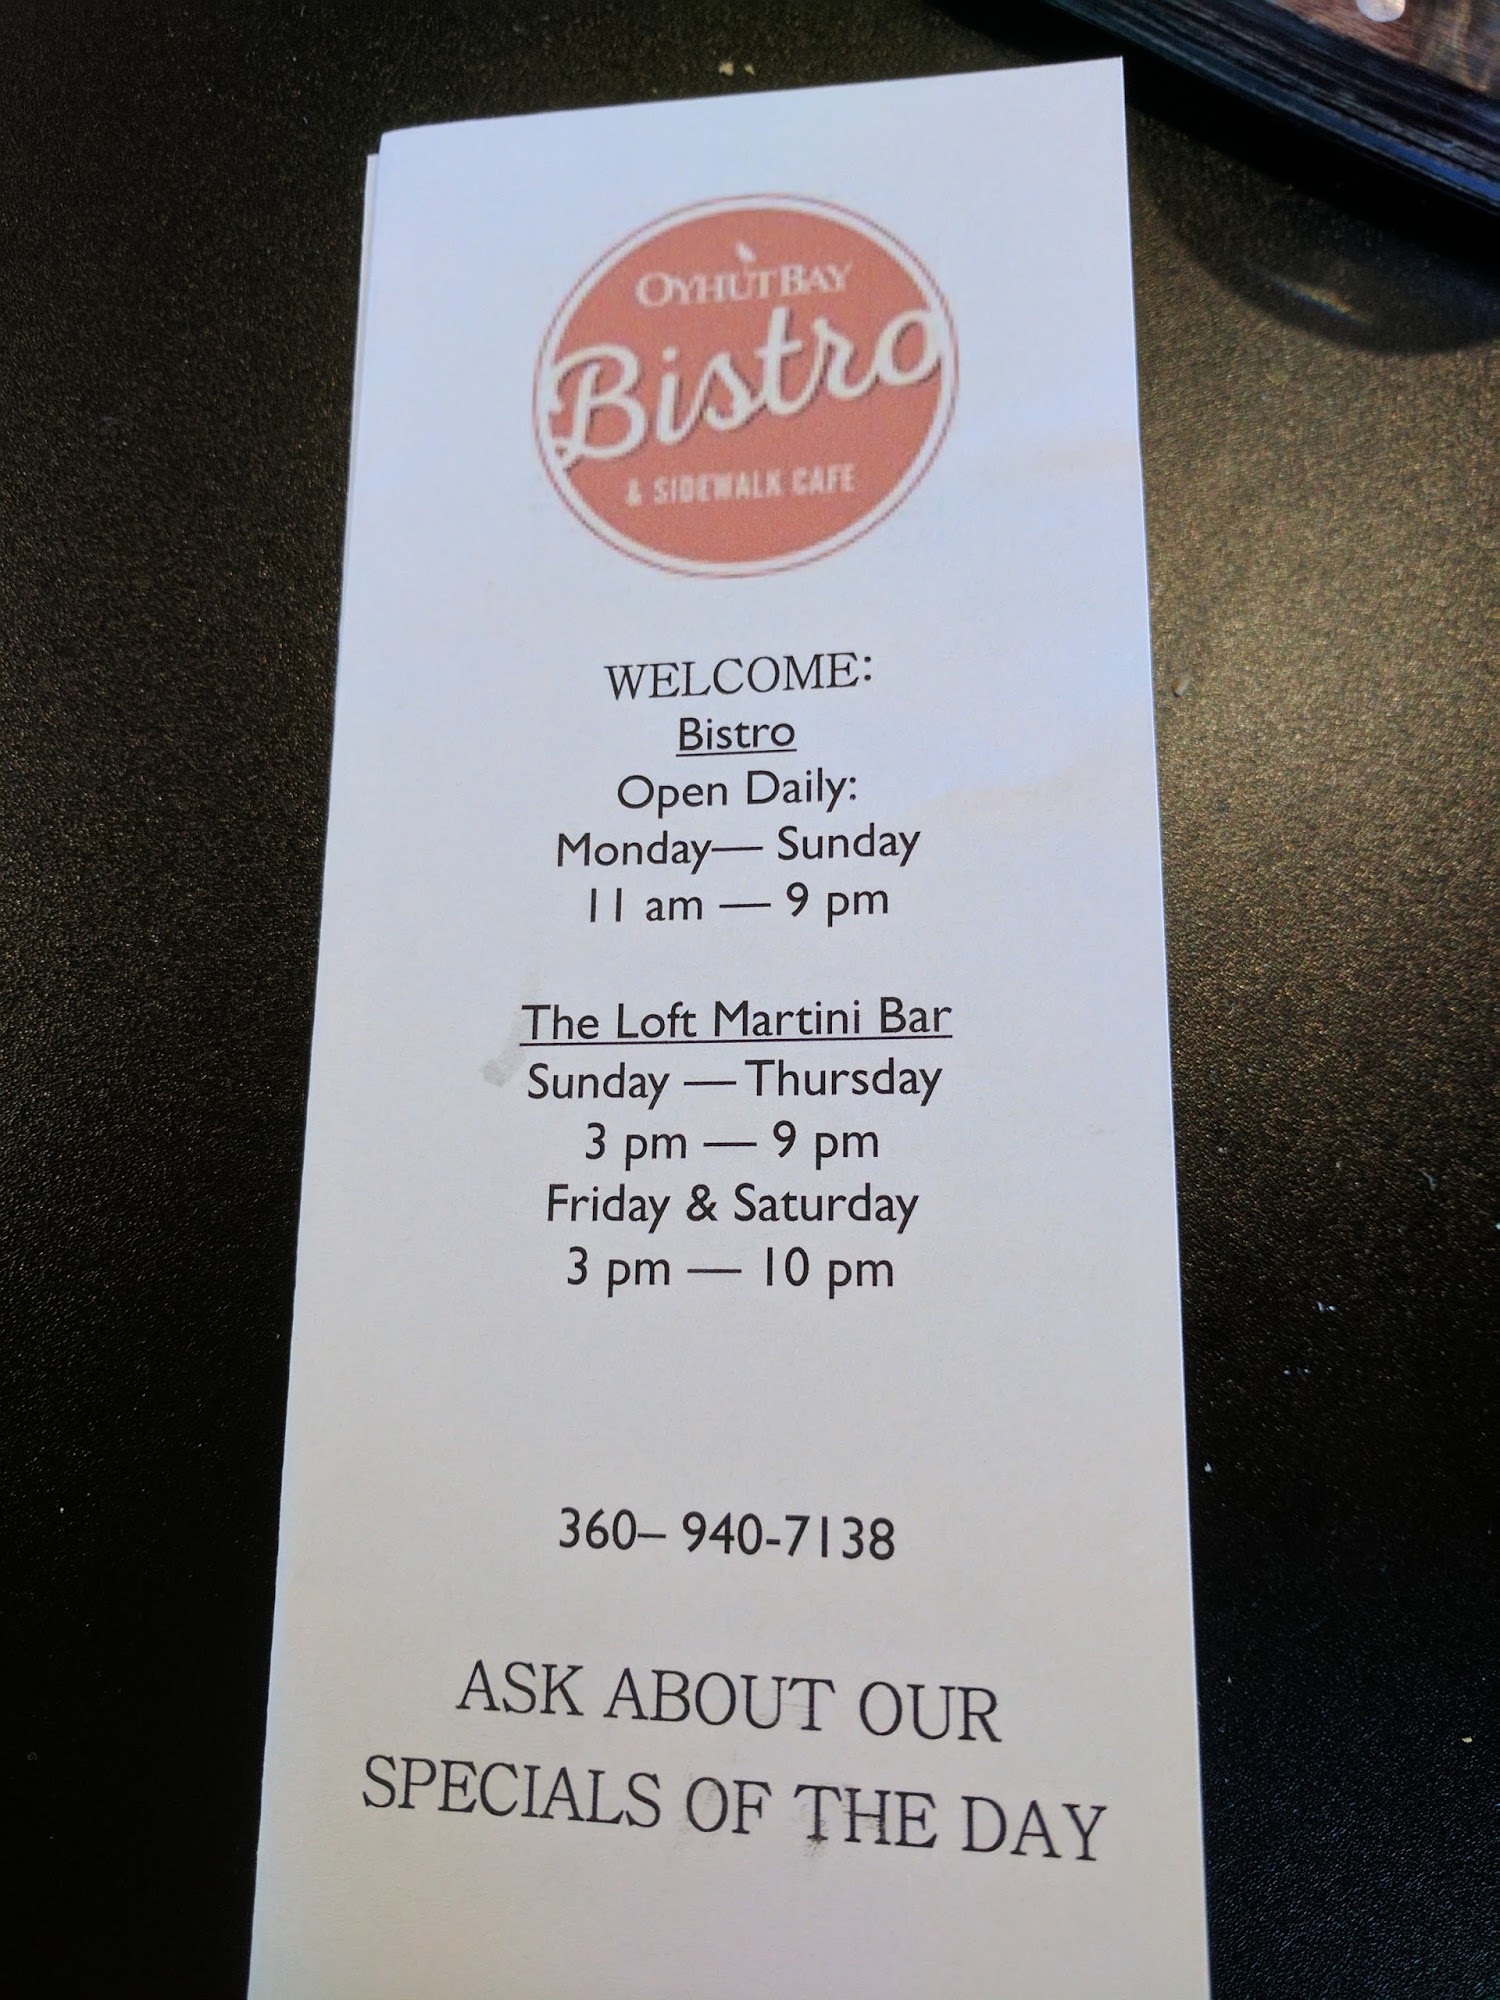 OYHUT BAY
Bistro
& SIDEWALK CAFE
WELCOME:
Bistro
Open Daily:
Monday— Sunday
11 am — 9 pm
The Loft Martini Bar
Sunday — Thursday
3 pm — 9 pm
Friday & Saturday
3 pm — 10 pm
360– 940-7138
ASK ABOUT OUR
SPECIALS OF THE DAY